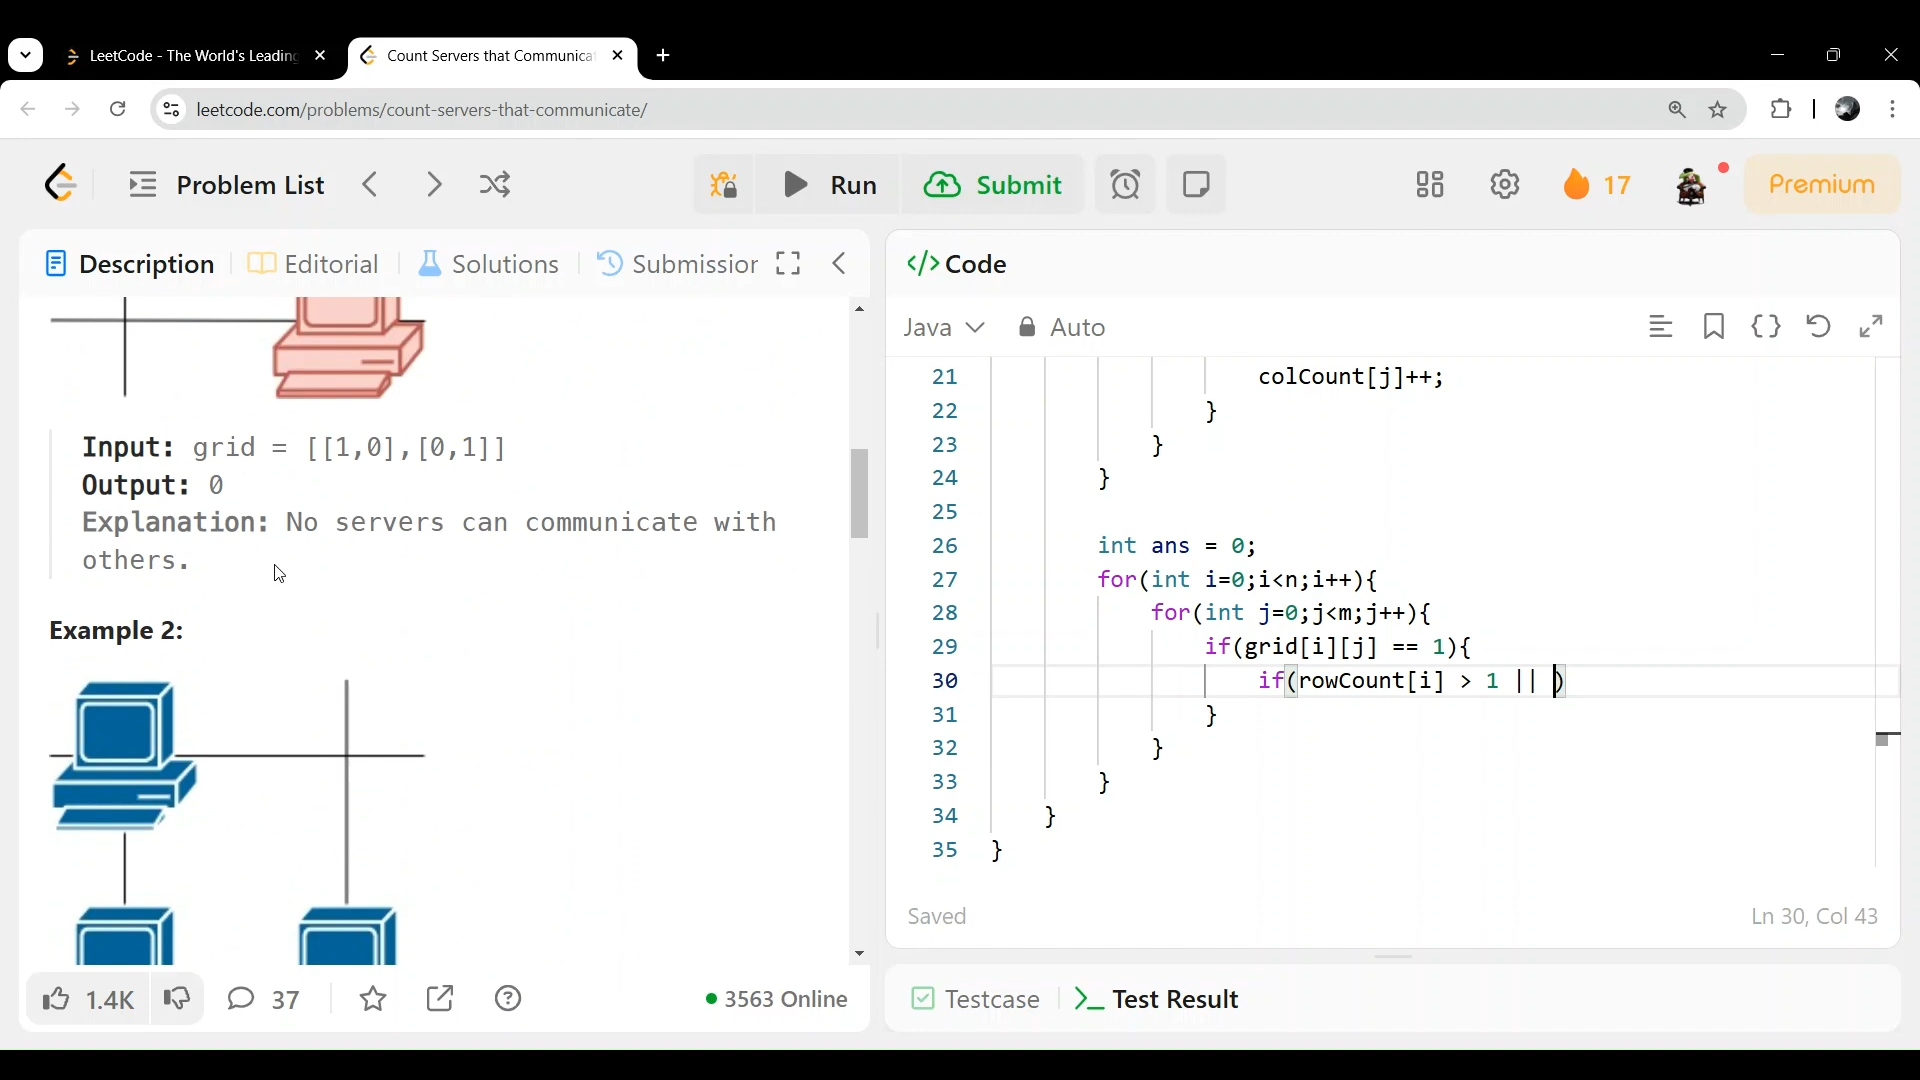 LeetCode - The World's Leading
Count Servers that Communica
leetcode.com/problems/count-servers-that-communicate/
Problem List
Run
Submit
17
Premium
Description
Editorial
Solutions
Submission
</> Code
Java
Auto
Input: grid = [[1,0],[0,1]]
Output: 0
Explanation: No servers can communicate with
others.
Example 2:
21 colCount[j]++;
22 }
23 }
24 }
25
26 int ans = 0;
27 for(int i=0;i<n;i++){
28 for(int j=0;j<m;j++){
29 if(grid[i][j] == 1){
30 if(rowCount[i] > 1 || )
31 }
32 }
33 }
34 }
35 }
Saved
Ln 30, Col 43
1.4K
37
3563 Online
Testcase
Test Result